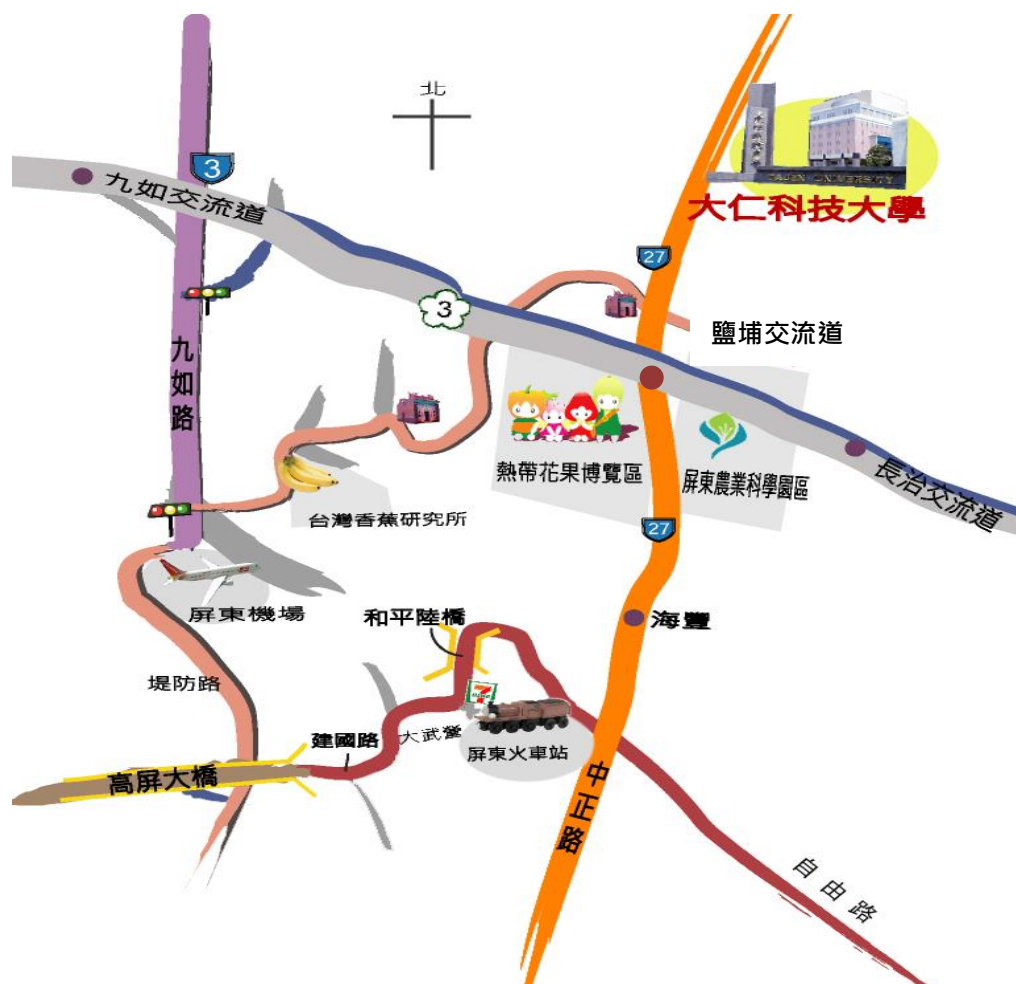 北
3
九如交流道
TAJEN UNIVERSITY
大仁科技大學
27
3
鹽埔交流道
九如路
熱帶花果博覽區
屏東農業科學園區
長治交流道
台灣香蕉研究所
27
屏東機場
和平陸橋
海豐
堤防路
7
建國路
大武營
屏東火車站
高屏大橋
中正路
自由路